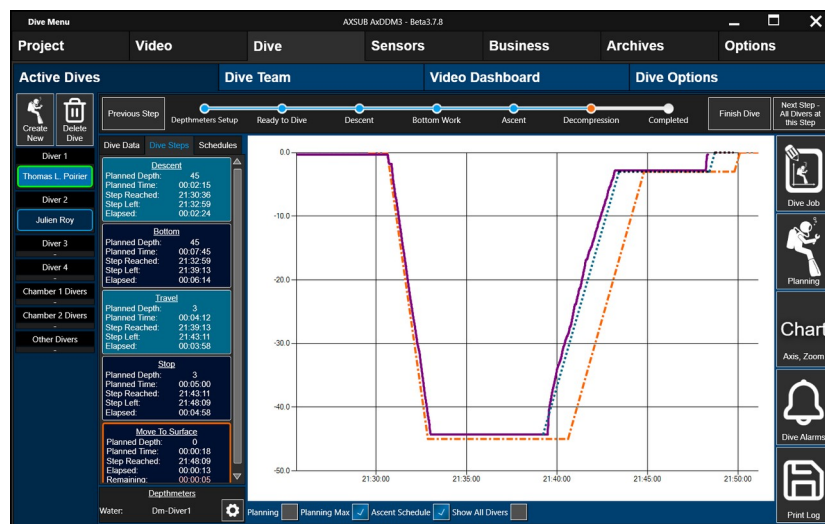 Dive Menu
AXSUB AxDDM3 - Beta3.7.8
Project Video Dive Sensors Business Archives Options
Active Dives Dive Team Video Dashboard Dive Options
Create New
Delete Dive
Previous Step
Depthmeters Setup Ready to Dive Descent Bottom Work Ascent Decompression Completed
Finish Dive
Next Step -
All Divers at
this Step
Diver 1
Thomas L. Poirier
Diver 2
Julien Roy
Diver 3
-
Diver 4
-
Chamber 1 Divers
-
Chamber 2 Divers
-
Other Divers
-
Dive Data Dive Steps Schedules
Descent
Planned Depth: 45
Planned Time: 00:02:15
Step Reached: 21:30:36
Step Left: 21:32:59
Elapsed: 00:02:24
Bottom
Planned Depth: 45
Planned Time: 00:07:45
Step Reached: 21:32:59
Step Left: 21:39:13
Elapsed: 00:06:14
Travel
Planned Depth: 3
Planned Time: 00:04:12
Step Reached: 21:39:13
Step Left: 21:43:11
Elapsed: 00:03:58
Stop
Planned Depth: 3
Planned Time: 00:05:00
Step Reached: 21:43:11
Step Left: 21:48:09
Elapsed: 00:04:58
Move To Surface
Planned Depth: 0
Planned Time: 00:00:18
Step Reached: 21:48:09
Elapsed: 00:00:13
Remaining: 00:00:05
Depthmeters
Water: Dm-Diver1
0.0
-10.0
-20.0
-30.0
-40.0
-50.0
21:30:00 21:35:00 21:40:00 21:45:00 21:50:00
Planning Planning Max Ascent Schedule Show All Divers
Dive Job
Planning
Chart
Axis, Zoom
Dive Alarms
Print Log